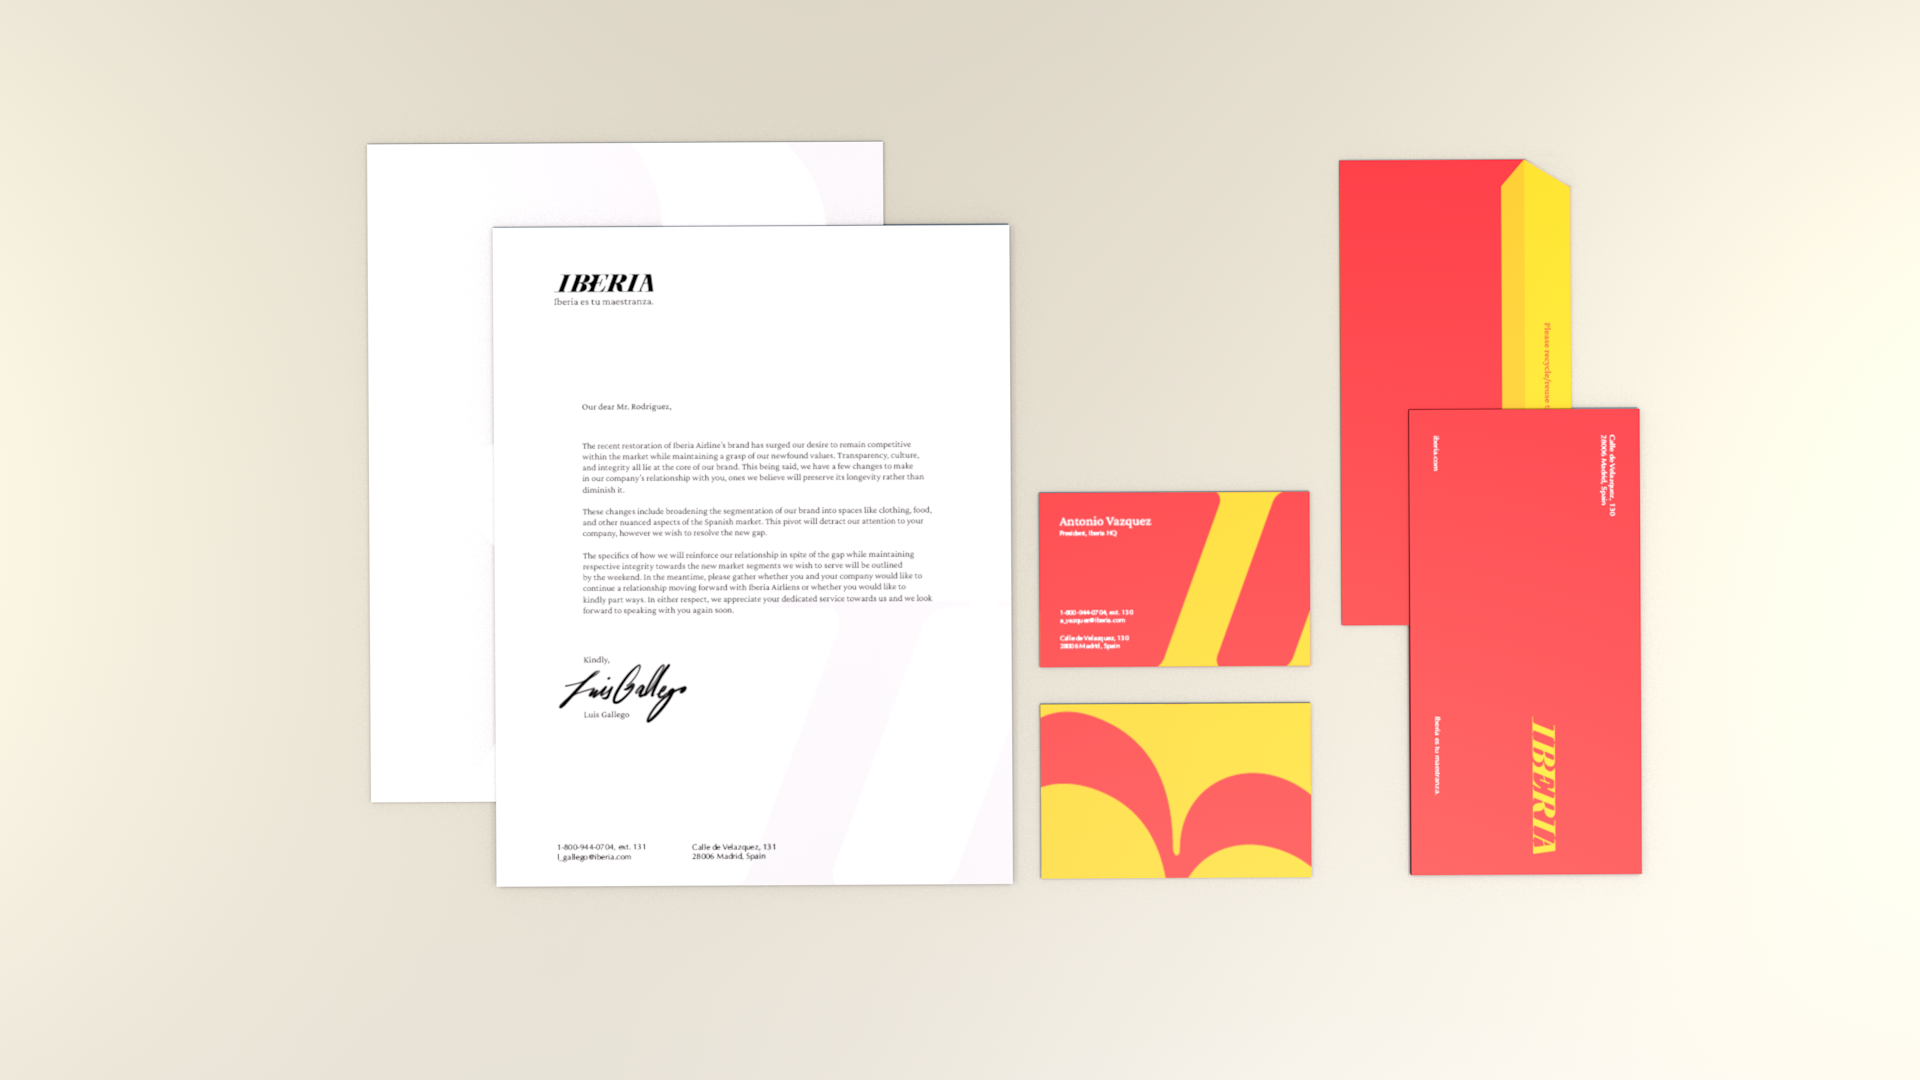 IBERIA
Iberia es tu maestranza.
Our dear Mr. Rodriguez,
The recent restoration of Iberia Airline's brand has surged our desire to remain competitive
within the market while maintaining a grasp of our newfound values. Transparency, culture,
and integrity all lie at the core of our brand. This being said, we have a few changes to make
in our company's relationship with you, ones we believe will preserve its longevity rather than
diminish it.
These changes include broadening the segmentation of our brand into spaces like clothing, food,
and other nuanced aspects of the Spanish market. This pivot will detract our attention to your
company, however we wish to resolve the new gap.
The specifics of how we will reinforce our relationship in spite of the gap while maintaining
respective integrity towards the new market segments we wish to serve will be outlined
by the weekend. In the meantime, please gather whether you and your company would like to
continue a relationship moving forward with Iberia Airliens or whether you would like to
kindly part ways. In either respect, we appreciate your dedicated service towards us and we look
forward to speaking with you again soon.
Kindly,
Luis Gallego
Luis Gallego
1-800-944-0704, ext. 131
l_gallego@iberia.com
Calle de Velazquez, 131
28006 Madrid, Spain
Antonio Vazquez
President, Iberia HQ
1-800-944-0704, ext. 130
a_vazquez@iberia.com
Calle de Velazquez, 130
28006 Madrid, Spain
Please recycle/reuse
Calle de Velazquez, 130
28006 Madrid, Spain
iberia.com
IBERIA
Iberia es tu maestranza.